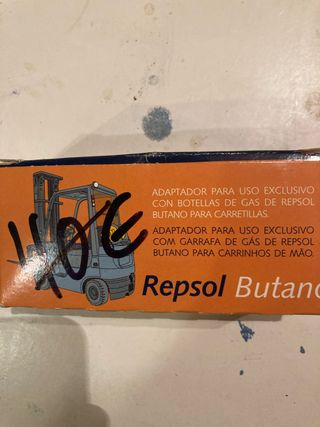 ADAPTADOR PARA USO EXCLUSIVO
CON BOTELLAS DE GAS DE REPSOL
BUTANO PARA CARRETILLAS.
ADAPTADOR PARA USO EXCLUSIVO
COM GARRAFA DE GÁS DE REPSOL
BUTANO PARA CARRINHOS DE MÃO.
40€
Repsol Butano